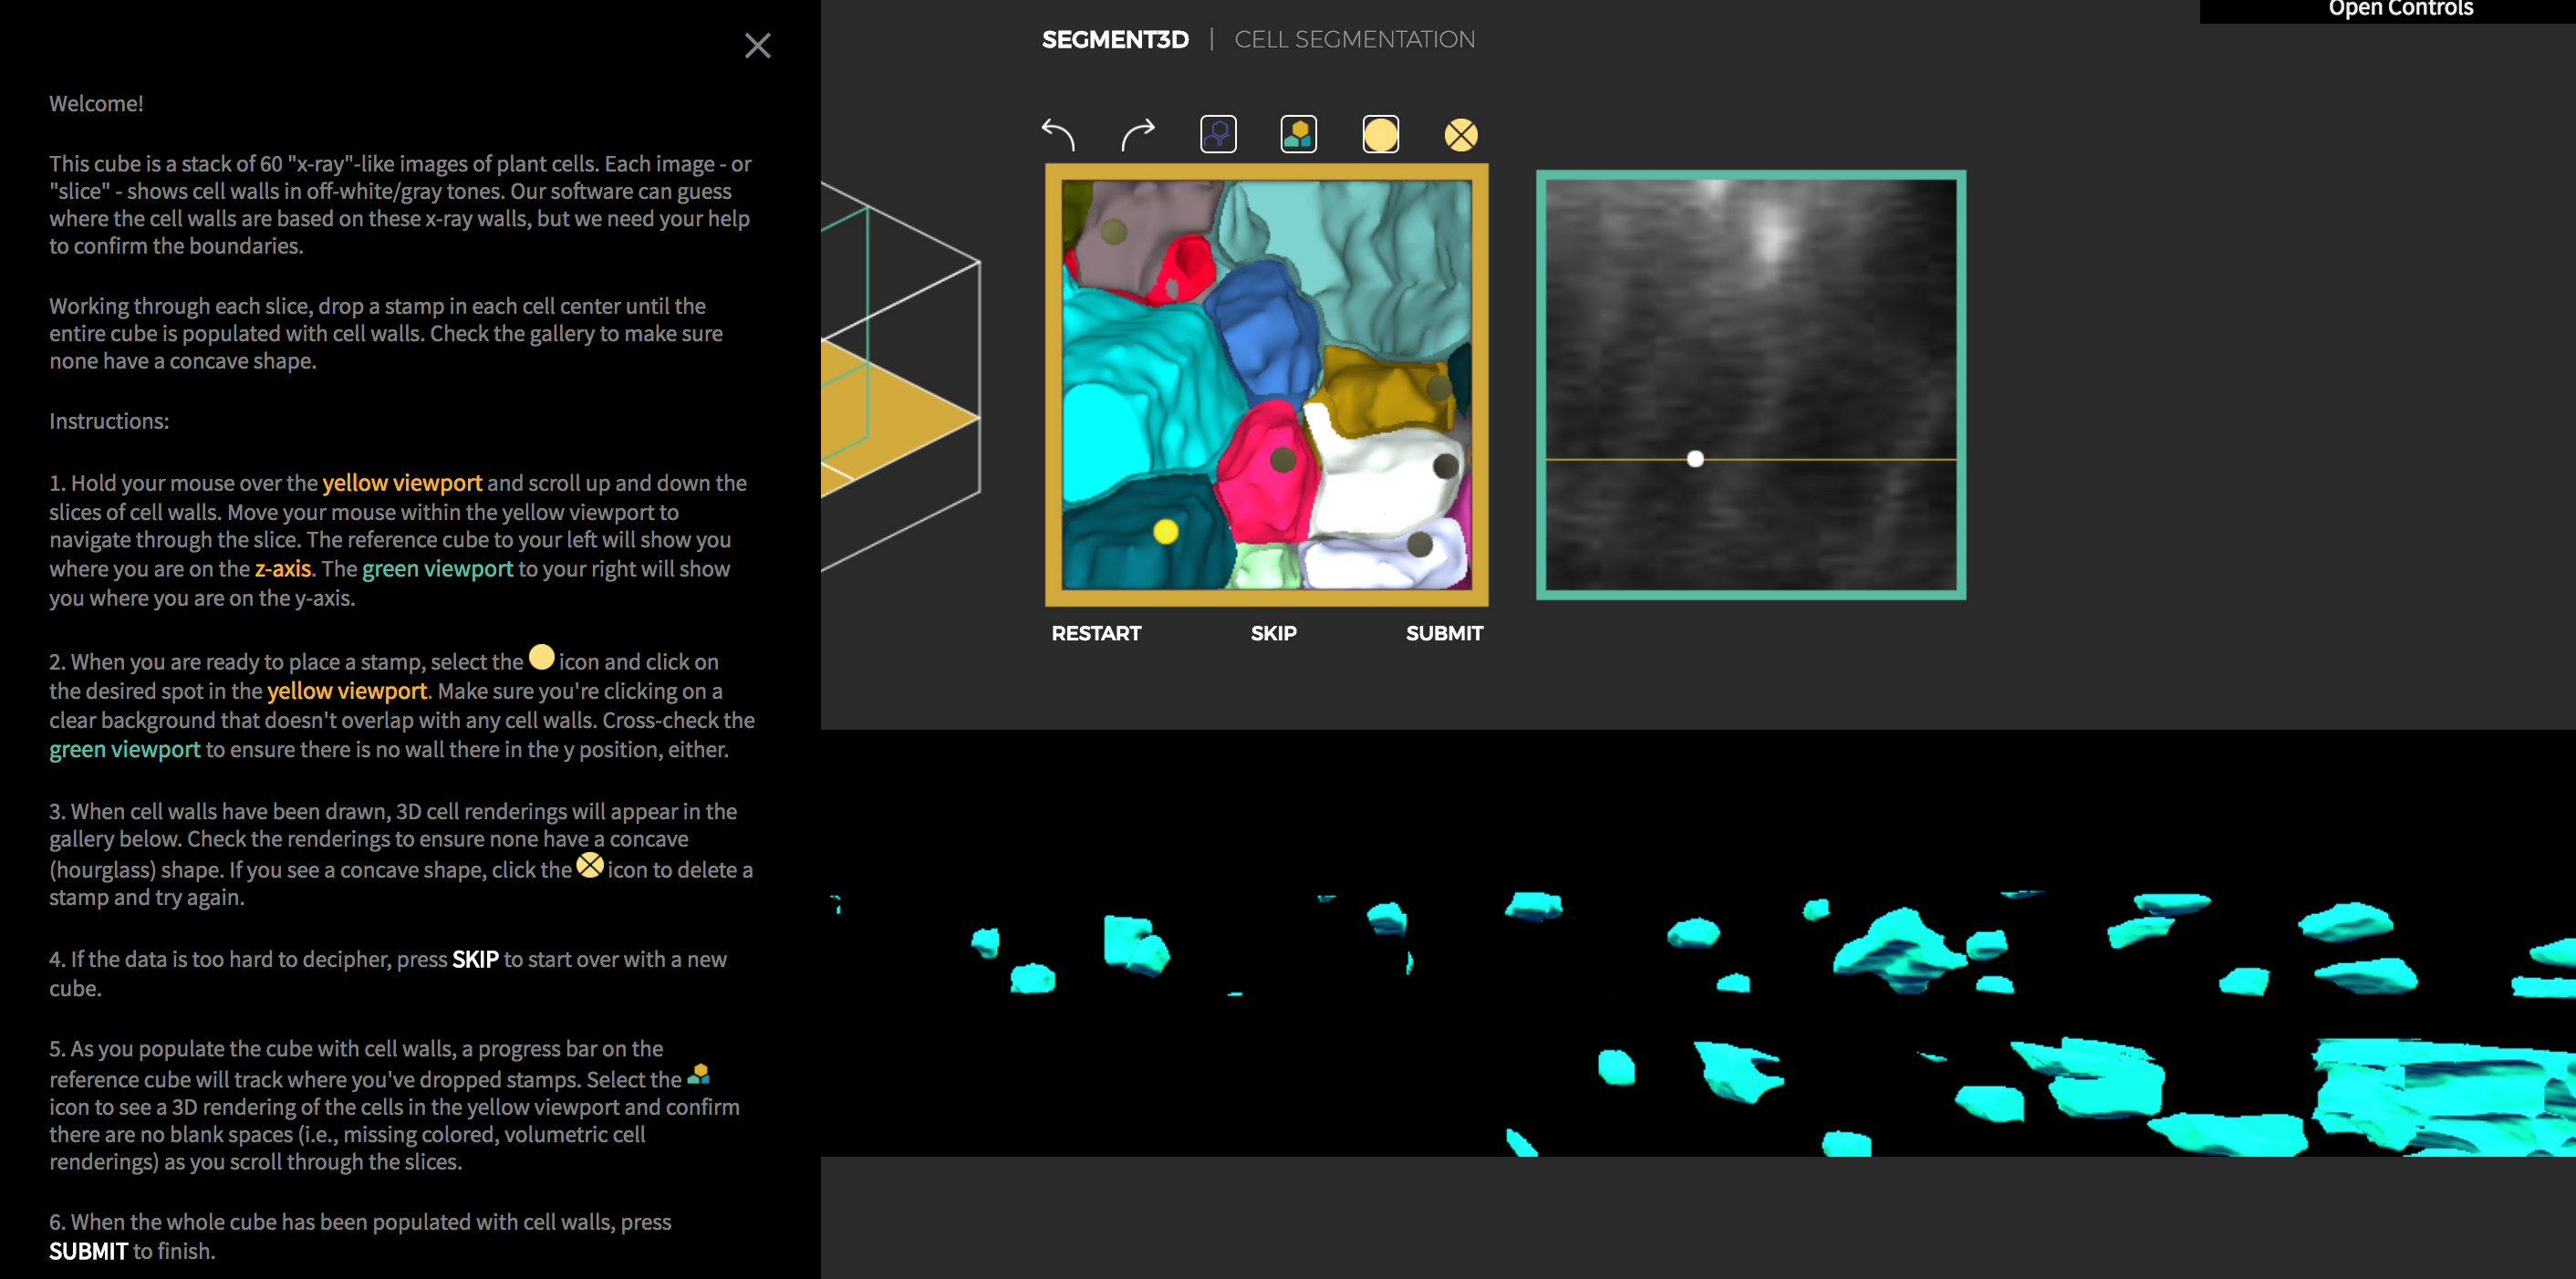 Welcome!
This cube is a stack of 60 "x-ray"-like images of plant cells. Each image - or
"slice" - shows cell walls in off-white/gray tones. Our software can guess
where the cell walls are based on these x-ray walls, but we need your help
to confirm the boundaries.
Working through each slice, drop a stamp in each cell center until the
entire cube is populated with cell walls. Check the gallery to make sure
none have a concave shape.
Instructions:
1. Hold your mouse over the yellow viewport and scroll up and down the
slices of cell walls. Move your mouse within the yellow viewport to
navigate through the slice. The reference cube to your left will show you
where you are on the z-axis. The green viewport to your right will show
you where you are on the y-axis.
2. When you are ready to place a stamp, select the icon and click on
the desired spot in the yellow viewport. Make sure you're clicking on a
clear background that doesn't overlap with any cell walls. Cross-check the
green viewport to ensure there is no wall there in the y position, either.
3. When cell walls have been drawn, 3D cell renderings will appear in the
gallery below. Check the renderings to ensure none have a concave
(hourglass) shape. If you see a concave shape, click the icon to delete a
stamp and try again.
4. If the data is too hard to decipher, press SKIP to start over with a new
cube.
5. As you populate the cube with cell walls, a progress bar on the
reference cube will track where you've dropped stamps. Select the
icon to see a 3D rendering of the cells in the yellow viewport and confirm
there are no blank spaces (i.e., missing colored, volumetric cell
renderings) as you scroll through the slices.
6. When the whole cube has been populated with cell walls, press
SUBMIT to finish.
SEGMENT3D | CELL SEGMENTATION
Open Controls
RESTART SKIP SUBMIT